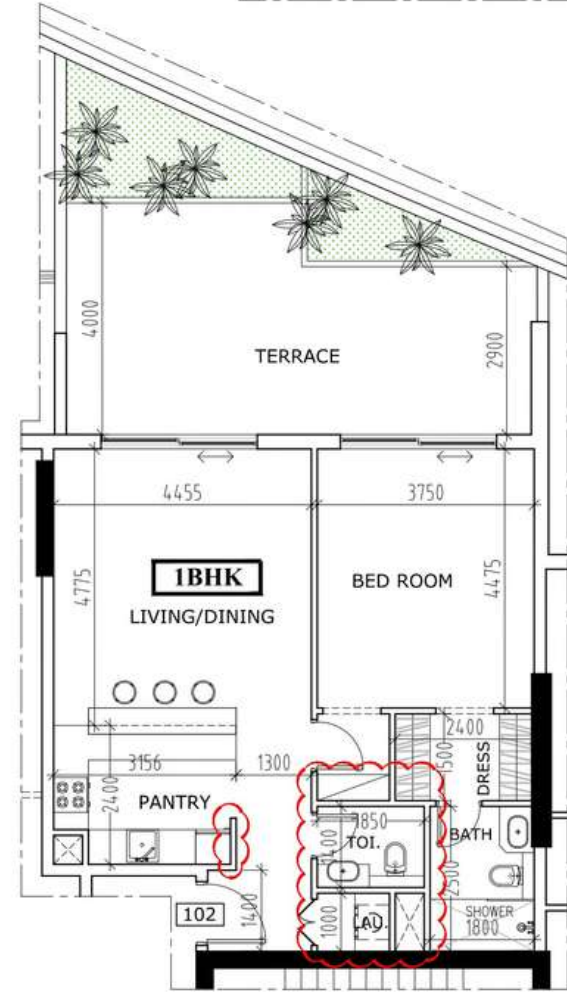 4000
TERRACE
2900
4455
3750
4775
1BHK
LIVING/DINING
BED ROOM
4475
2400
1500
DRESS
3156
1300
2400
PANTRY
1850
TOI.
1400
BATH
2500
102
1400
1000
LAU.
SHOWER
1800